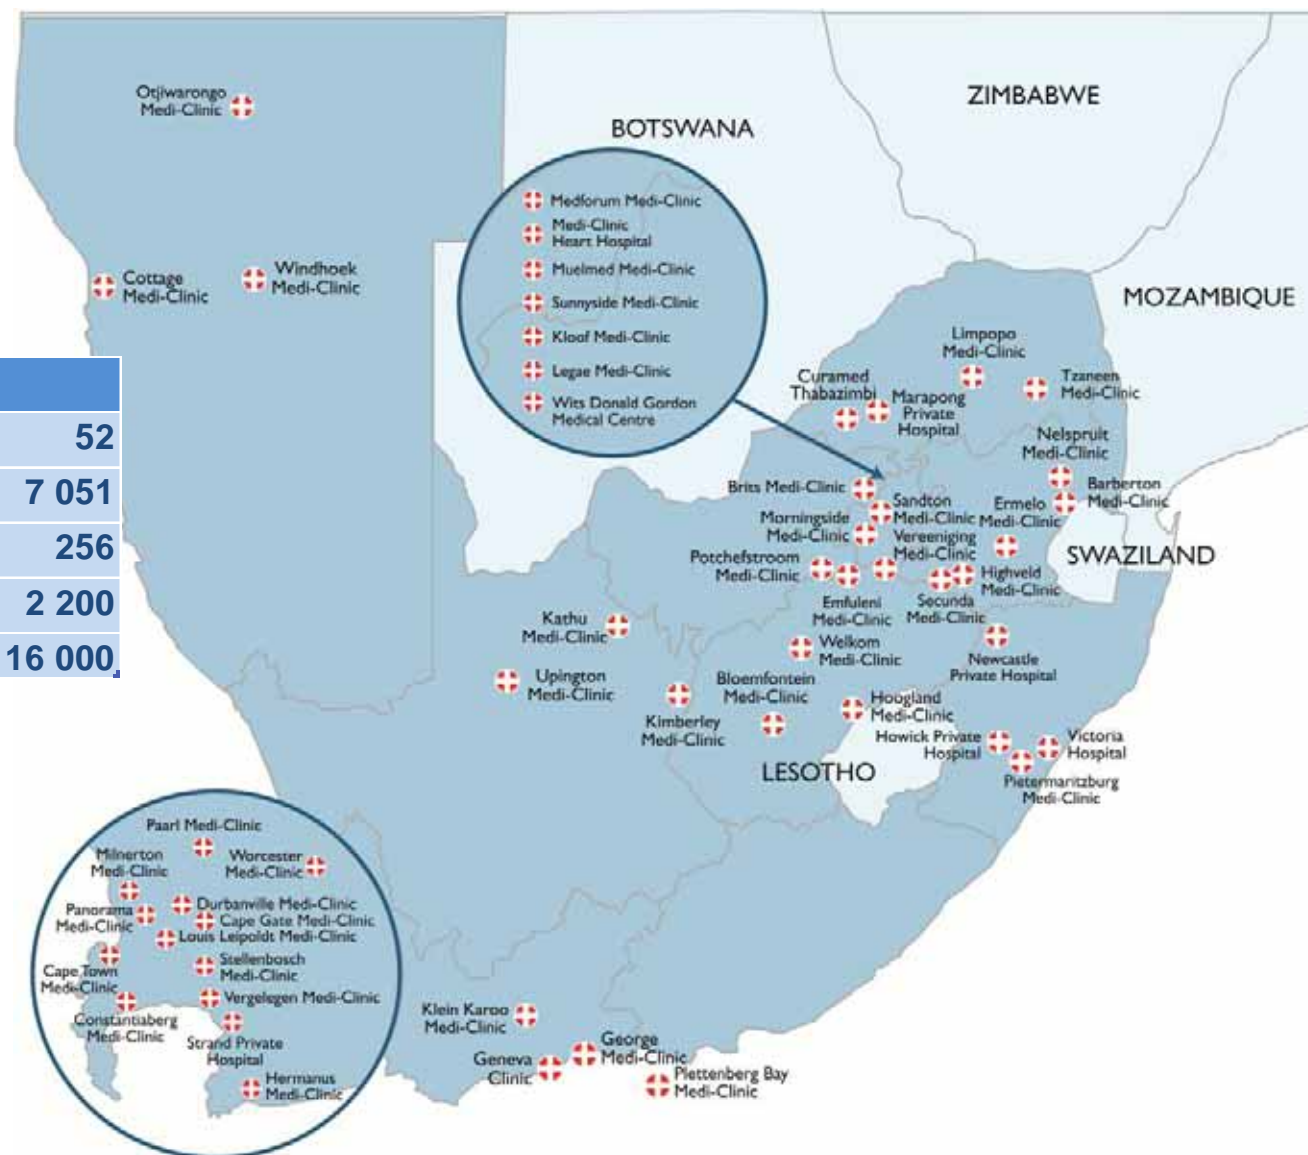 ZIMBABWE
BOTSWANA
MOZAMBIQUE
SWAZILAND
LESOTHO
Otjiwarongo
Medi-Clinic
Cottage
Medi-Clinic
Windhoek
Medi-Clinic
Medforum Medi-Clinic
Medi-Clinic
Heart Hospital
Muelmed Medi-Clinic
Sunnyside Medi-Clinic
Kloof Medi-Clinic
Legae Medi-Clinic
Wits Donald Gordon
Medical Centre
52
7 051
256
2 200
16 000
Limpopo
Medi-Clinic
Curamed
Thabazimbi
Marapong
Private
Hospital
Tzaneen
Medi-Clinic
Nelspruit
Medi-Clinic
Barberton
Medi-Clinic
Brits Medi-Clinic
Sandton
Medi-Clinic
Ermelo
Medi-Clinic
Morningside
Medi-Clinic
Vereeniging
Medi-Clinic
Potchefstroom
Medi-Clinic
Highveld
Medi-Clinic
Emfuleni
Medi-Clinic
Secunda
Medi-Clinic
Kathu
Medi-Clinic
Welkom
Medi-Clinic
Newcastle
Private Hospital
Upington
Medi-Clinic
Bloemfontein
Medi-Clinic
Kimberley
Medi-Clinic
Hoogland
Medi-Clinic
Howick Private
Hospital
Victoria
Hospital
Pietermaritzburg
Medi-Clinic
Paarl Medi-Clinic
Milnerton
Medi-Clinic
Worcester
Medi-Clinic
Durbanville Medi-Clinic
Panorama
Medi-Clinic
Cape Gate Medi-Clinic
Louis Leipoldt Medi-Clinic
Cape Town
Medi-Clinic
Stellenbosch
Medi-Clinic
Vergelegen Medi-Clinic
Constantiaberg
Medi-Clinic
Strand Private
Hospital
Hermanus
Medi-Clinic
Klein Karoo
Medi-Clinic
Geneva
Clinic
George
Medi-Clinic
Plettenberg Bay
Medi-Clinic